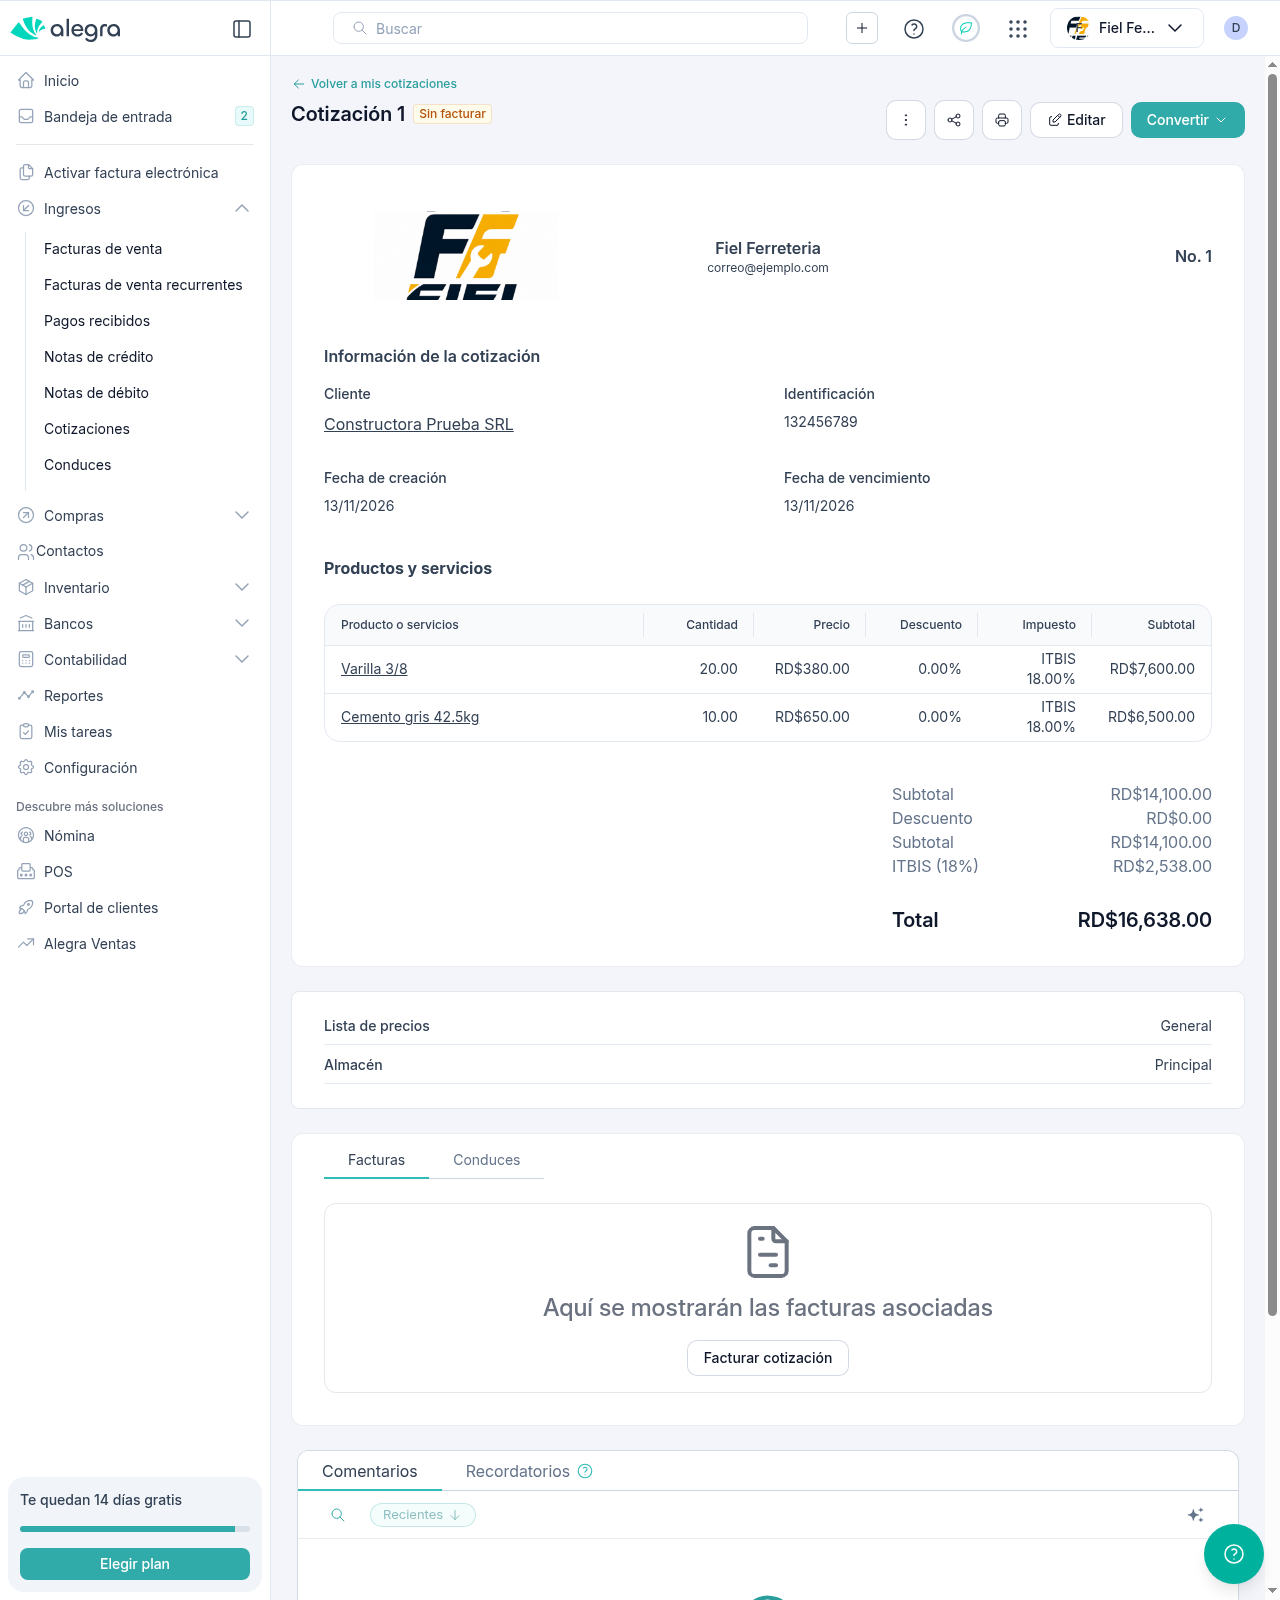 alegra
Buscar
Fiel Fe...
D
Inicio
Bandeja de entrada
2
Activar factura electrónica
Ingresos
Facturas de venta
Facturas de venta recurrentes
Pagos recibidos
Notas de crédito
Notas de débito
Cotizaciones
Conduces
Compras
Contactos
Inventario
Bancos
Contabilidad
Reportes
Mis tareas
Configuración
Descubre más soluciones
Nómina
POS
Portal de clientes
Alegra Ventas
Te quedan 14 días gratis
Elegir plan
Volver a mis cotizaciones
Cotización 1 Sin facturar
Editar
Convertir
Fiel Ferreteria
correo@ejemplo.com
No. 1
Información de la cotización
Cliente Identificación
Constructora Prueba SRL 132456789
Fecha de creación Fecha de vencimiento
13/11/2026 13/11/2026
Productos y servicios
Producto o servicios Cantidad Precio Descuento Impuesto Subtotal
Varilla 3/8 20.00 RD$380.00 0.00% ITBIS 18.00% RD$7,600.00
Cemento gris 42.5kg 10.00 RD$650.00 0.00% ITBIS 18.00% RD$6,500.00
Subtotal RD$14,100.00
Descuento RD$0.00
Subtotal RD$14,100.00
ITBIS (18%) RD$2,538.00
Total RD$16,638.00
Lista de precios General
Almacén Principal
Facturas Conduces
Aquí se mostrarán las facturas asociadas
Facturar cotización
Comentarios Recordatorios
Recientes